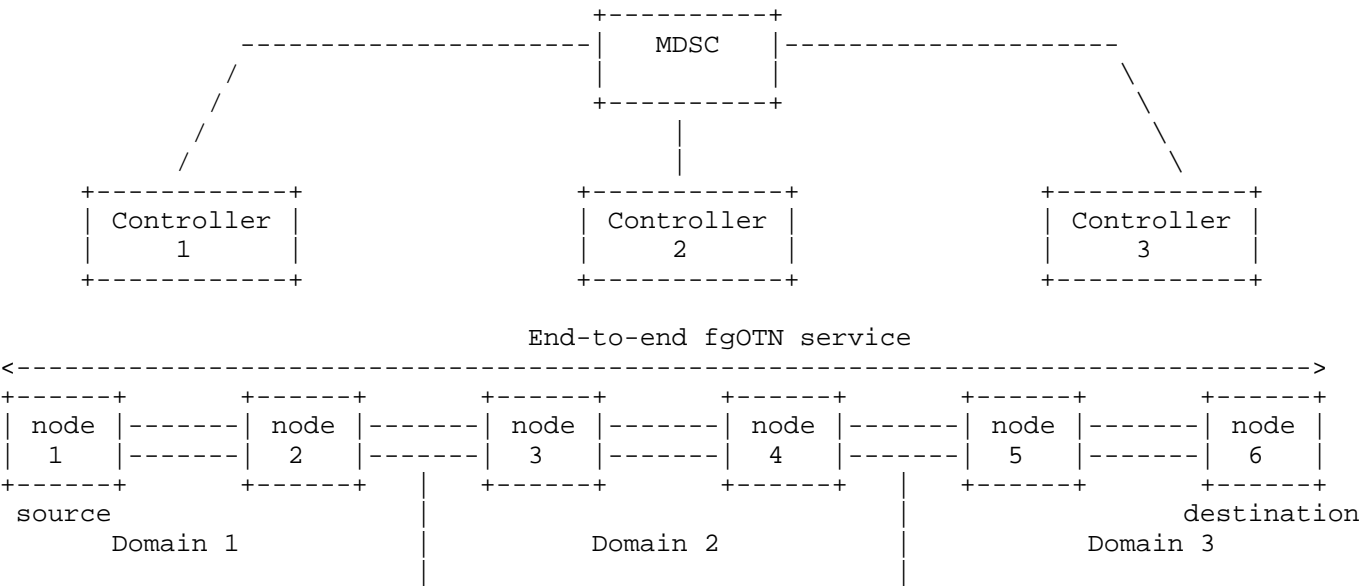 MDSC
Controller Controller Controller
1 2 3
End-to-end fgOTN service
node node node node node node
1 2 3 4 5 6
source destination
Domain 1 Domain 2 Domain 3